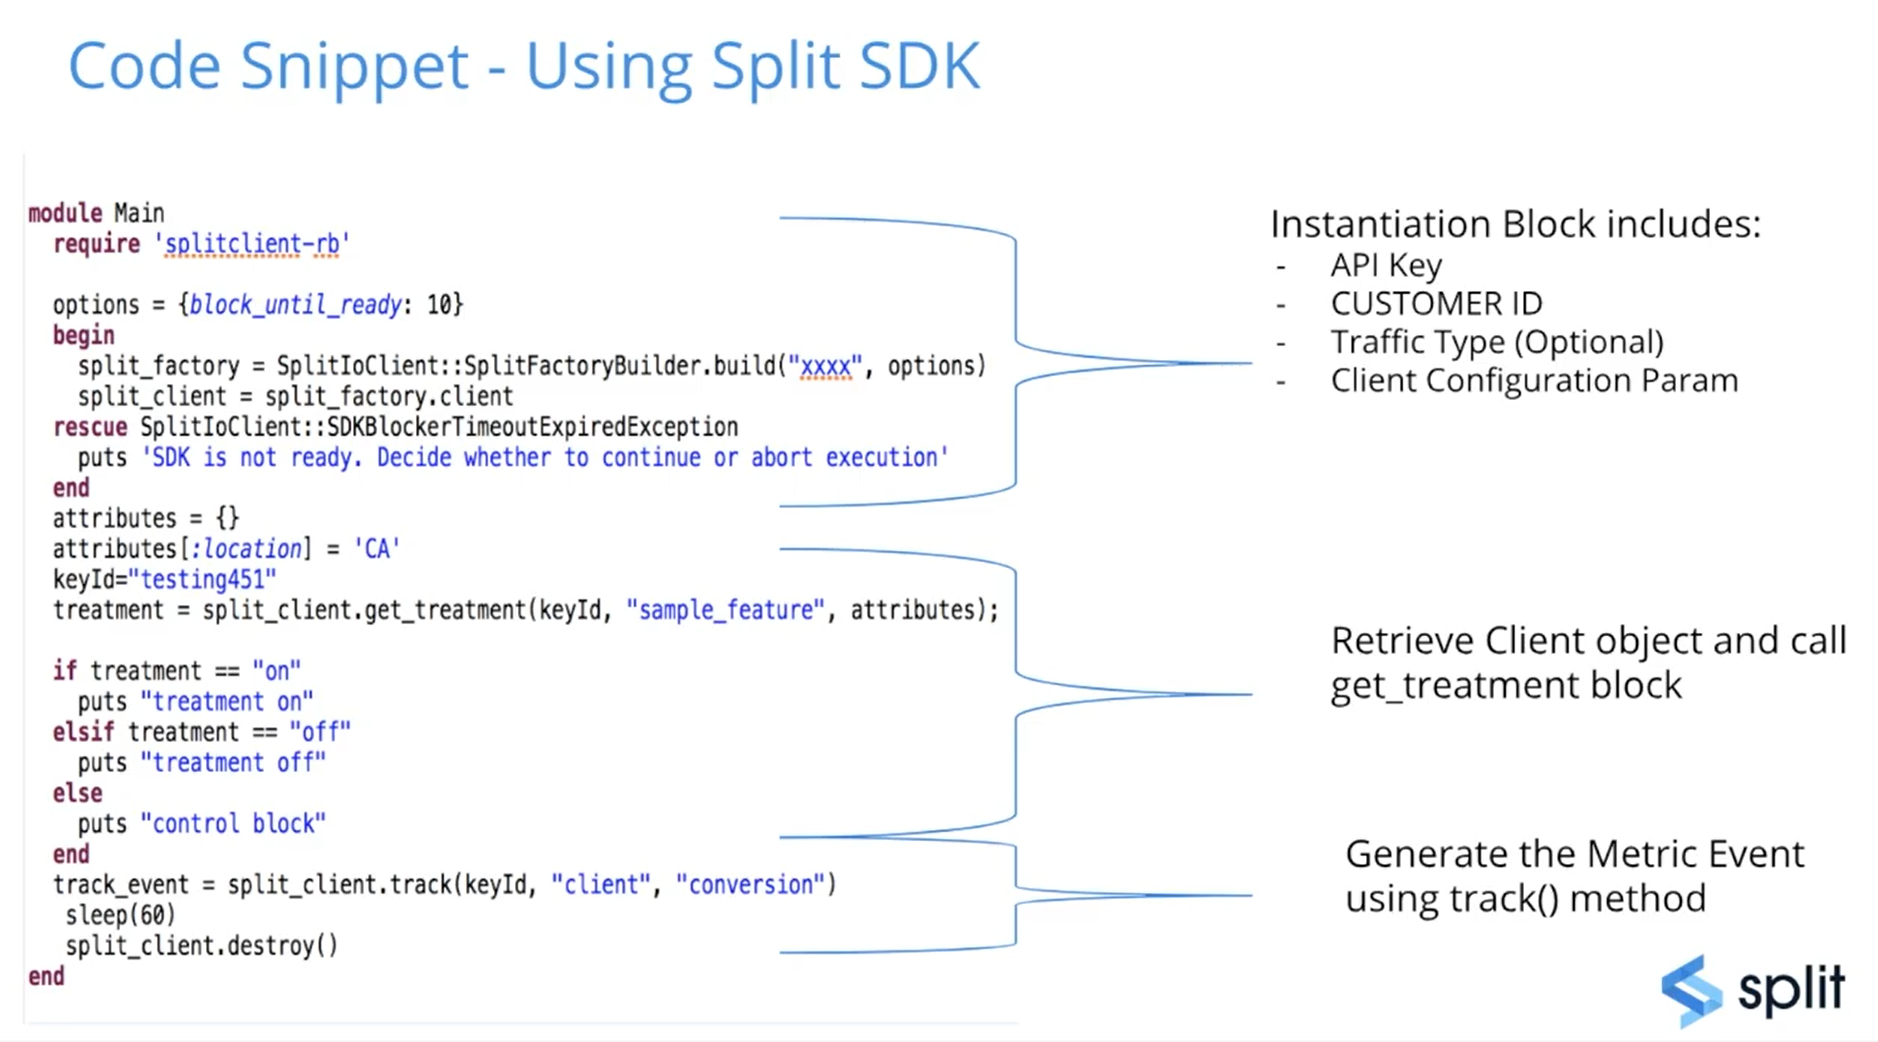 Code Snippet - Using Split SDK
module Main
require 'splitclient-rb'
options = {block_until_ready: 10}
begin
split_factory = SplitIoClient::SplitFactoryBuilder.build("xxxx", options)
split_client = split_factory.client
rescue SplitIoClient::SDKBlockerTimeoutExpiredException
puts 'SDK is not ready. Decide whether to continue or abort execution'
end
attributes = {}
attributes[:location] = 'CA'
keyId="testing451"
treatment = split_client.get_treatment(keyId, "sample_feature", attributes);
if treatment == "on"
puts "treatment on"
elsif treatment == "off"
puts "treatment off"
else
puts "control block"
end
track_event = split_client.track(keyId, "client", "conversion")
sleep(60)
split_client.destroy()
end
Instantiation Block includes:
- API Key
- CUSTOMER ID
- Traffic Type (Optional)
- Client Configuration Param
Retrieve Client object and call
get_treatment block
Generate the Metric Event
using track() method
split